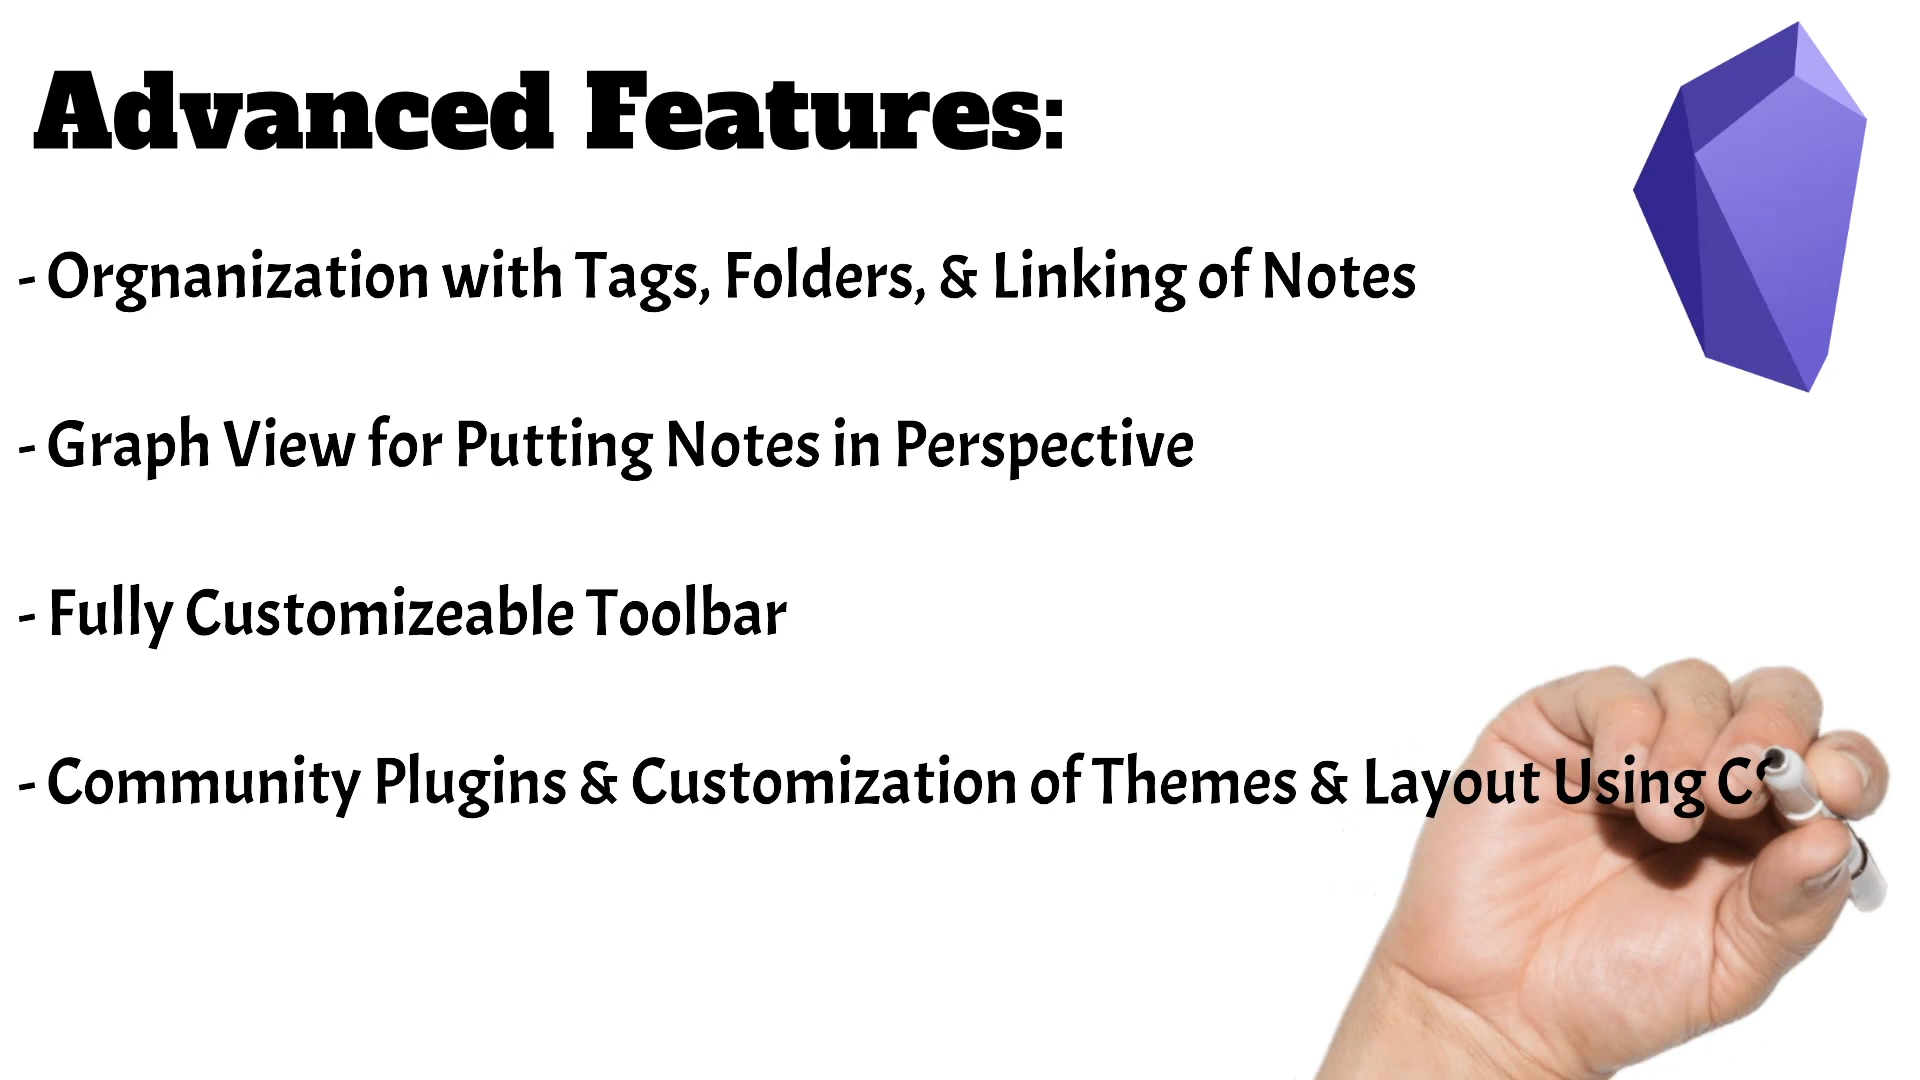 Advanced Features:
- Orgnanization with Tags, Folders, & Linking of Notes
- Graph View for Putting Notes in Perspective
- Fully Customizeable Toolbar
- Community Plugins & Customization of Themes & Layout Using